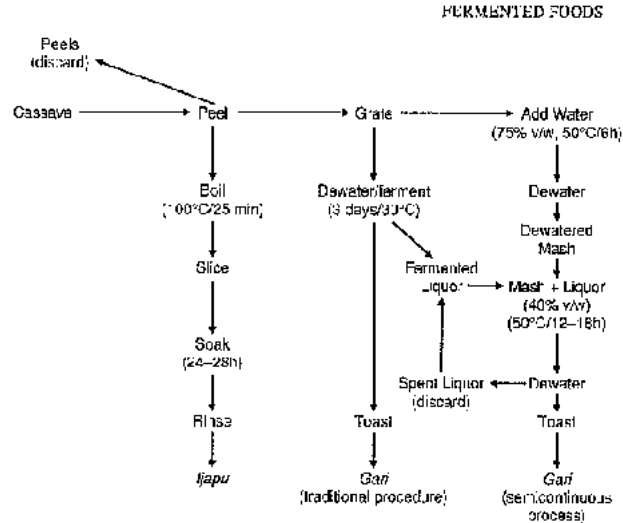 FERMENTED FOODS
Peels
(discard)
Cassava
Peel
Grate
Add Water
(75% v/w, 50°C/6h)
Boil
(100°C/25 min)
Dewater/ferment
(3 days/30°C)
Dewater
Dewatered
Mash
Slice
Fermented
Liquor
Mash + Liquor
(40% v/w)
(50°C/12–18h)
Soak
(24–28h)
Spent Liquor
(discard)
Dewater
Rinse
Toast
Toast
Ijapu
Gari
(traditional procedure)
Gari
(semicontinuous
process)